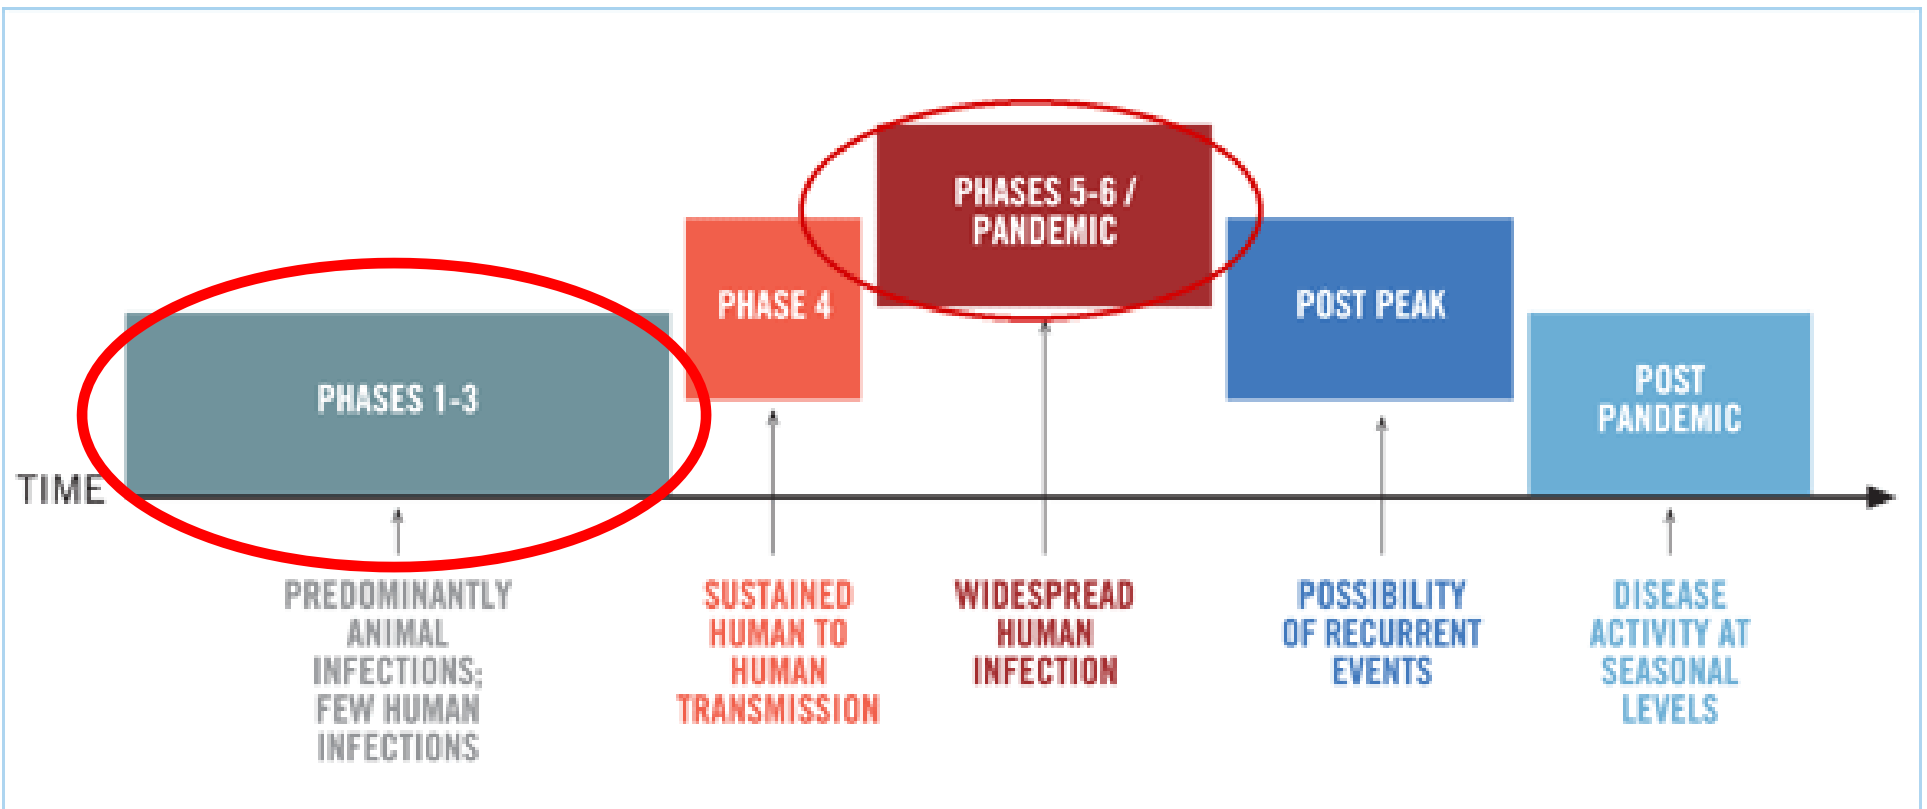 PHASES 5-6 /
PANDEMIC
PHASE 4
POST PEAK
PHASES 1-3
POST
PANDEMIC
TIME
PREDOMINANTLY
ANIMAL
INFECTIONS;
FEW HUMAN
INFECTIONS
SUSTAINED
HUMAN TO
HUMAN
TRANSMISSION
WIDESPREAD
HUMAN
INFECTION
POSSIBILITY
OF RECURRENT
EVENTS
DISEASE
ACTIVITY AT
SEASONAL
LEVELS